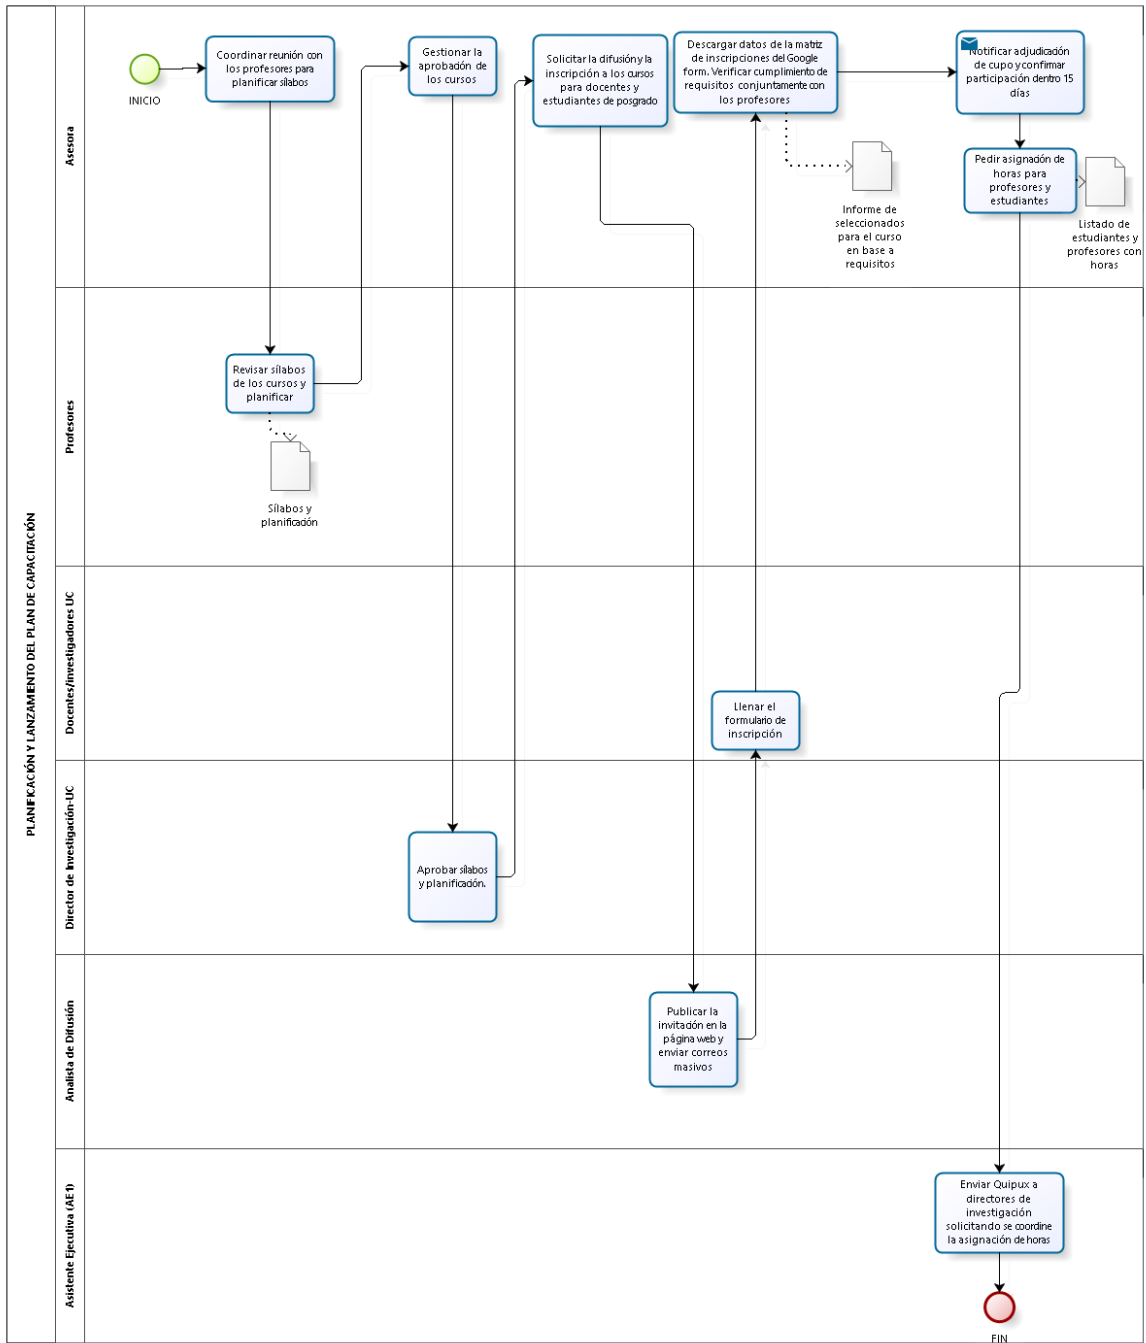 PLANIFICACIÓN Y LANZAMIENTO DEL PLAN DE CAPACITACIÓN
Asesora
INICIO
Coordinar reunión con
los profesores para
planificar sílabos
Gestionar la
aprobación de
los cursos
Solicitar la difusión y la
inscripción a los cursos
para docentes y
estudiantes de posgrado
Descargar datos de la matriz
de inscripciones del Google
form. Verificar cumplimiento de
requisitos conjuntamente con
los profesores
Notificar adjudicación
de cupo y confirmar
participación dentro 15
días
Pedir asignación de
horas para
profesores y
estudiantes
Informe de
seleccionados
para el curso
en base a
requisitos
Listado de
estudiantes y
profesores con
horas
Profesores
Revisar sílabos
de los cursos y
planificar
Sílabos y
planificación
Docentes/investigadores UC
Llenar el
formulario de
inscripción
Director de Investigación-UC
Aprobar sílabos
y planificación.
Analista de Difusión
Publicar la
invitación en la
página web y
enviar correos
masivos
Asistente Ejecutiva (AE1)
Enviar Quipux a
directores de
investigación
solicitando se coordine
la asignación de horas
FIN